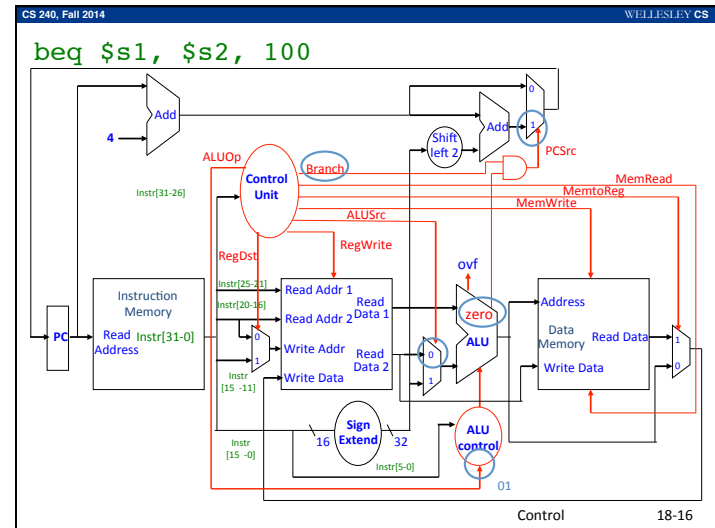 CS 240, Fall 2014
WELLESLEY CS
beq $s1, $s2, 100
0
Add
4
Add
1
Shift
left 2
PCSrc
ALUOp
Branch
Control
Unit
Instr[31-26]
MemRead
MemtoReg
MemWrite
ALUSrc
RegWrite
RegDst
ovf
Instr[25-21]
Instruction
Memory
Read
Address
Instr[31-0]
PC
Instr[20-16]
Read Addr 1
Read
Data 1
Read Addr 2
0
1
Write Addr
Read
Data 2
Write Data
zero
ALU
0
1
Address
Data
Memory
Read Data
Write Data
1
0
Instr
[15 -11]
Sign
Extend
16
32
Instr
[15 -0]
Instr[5-0]
ALU
control
01
Control
18-16